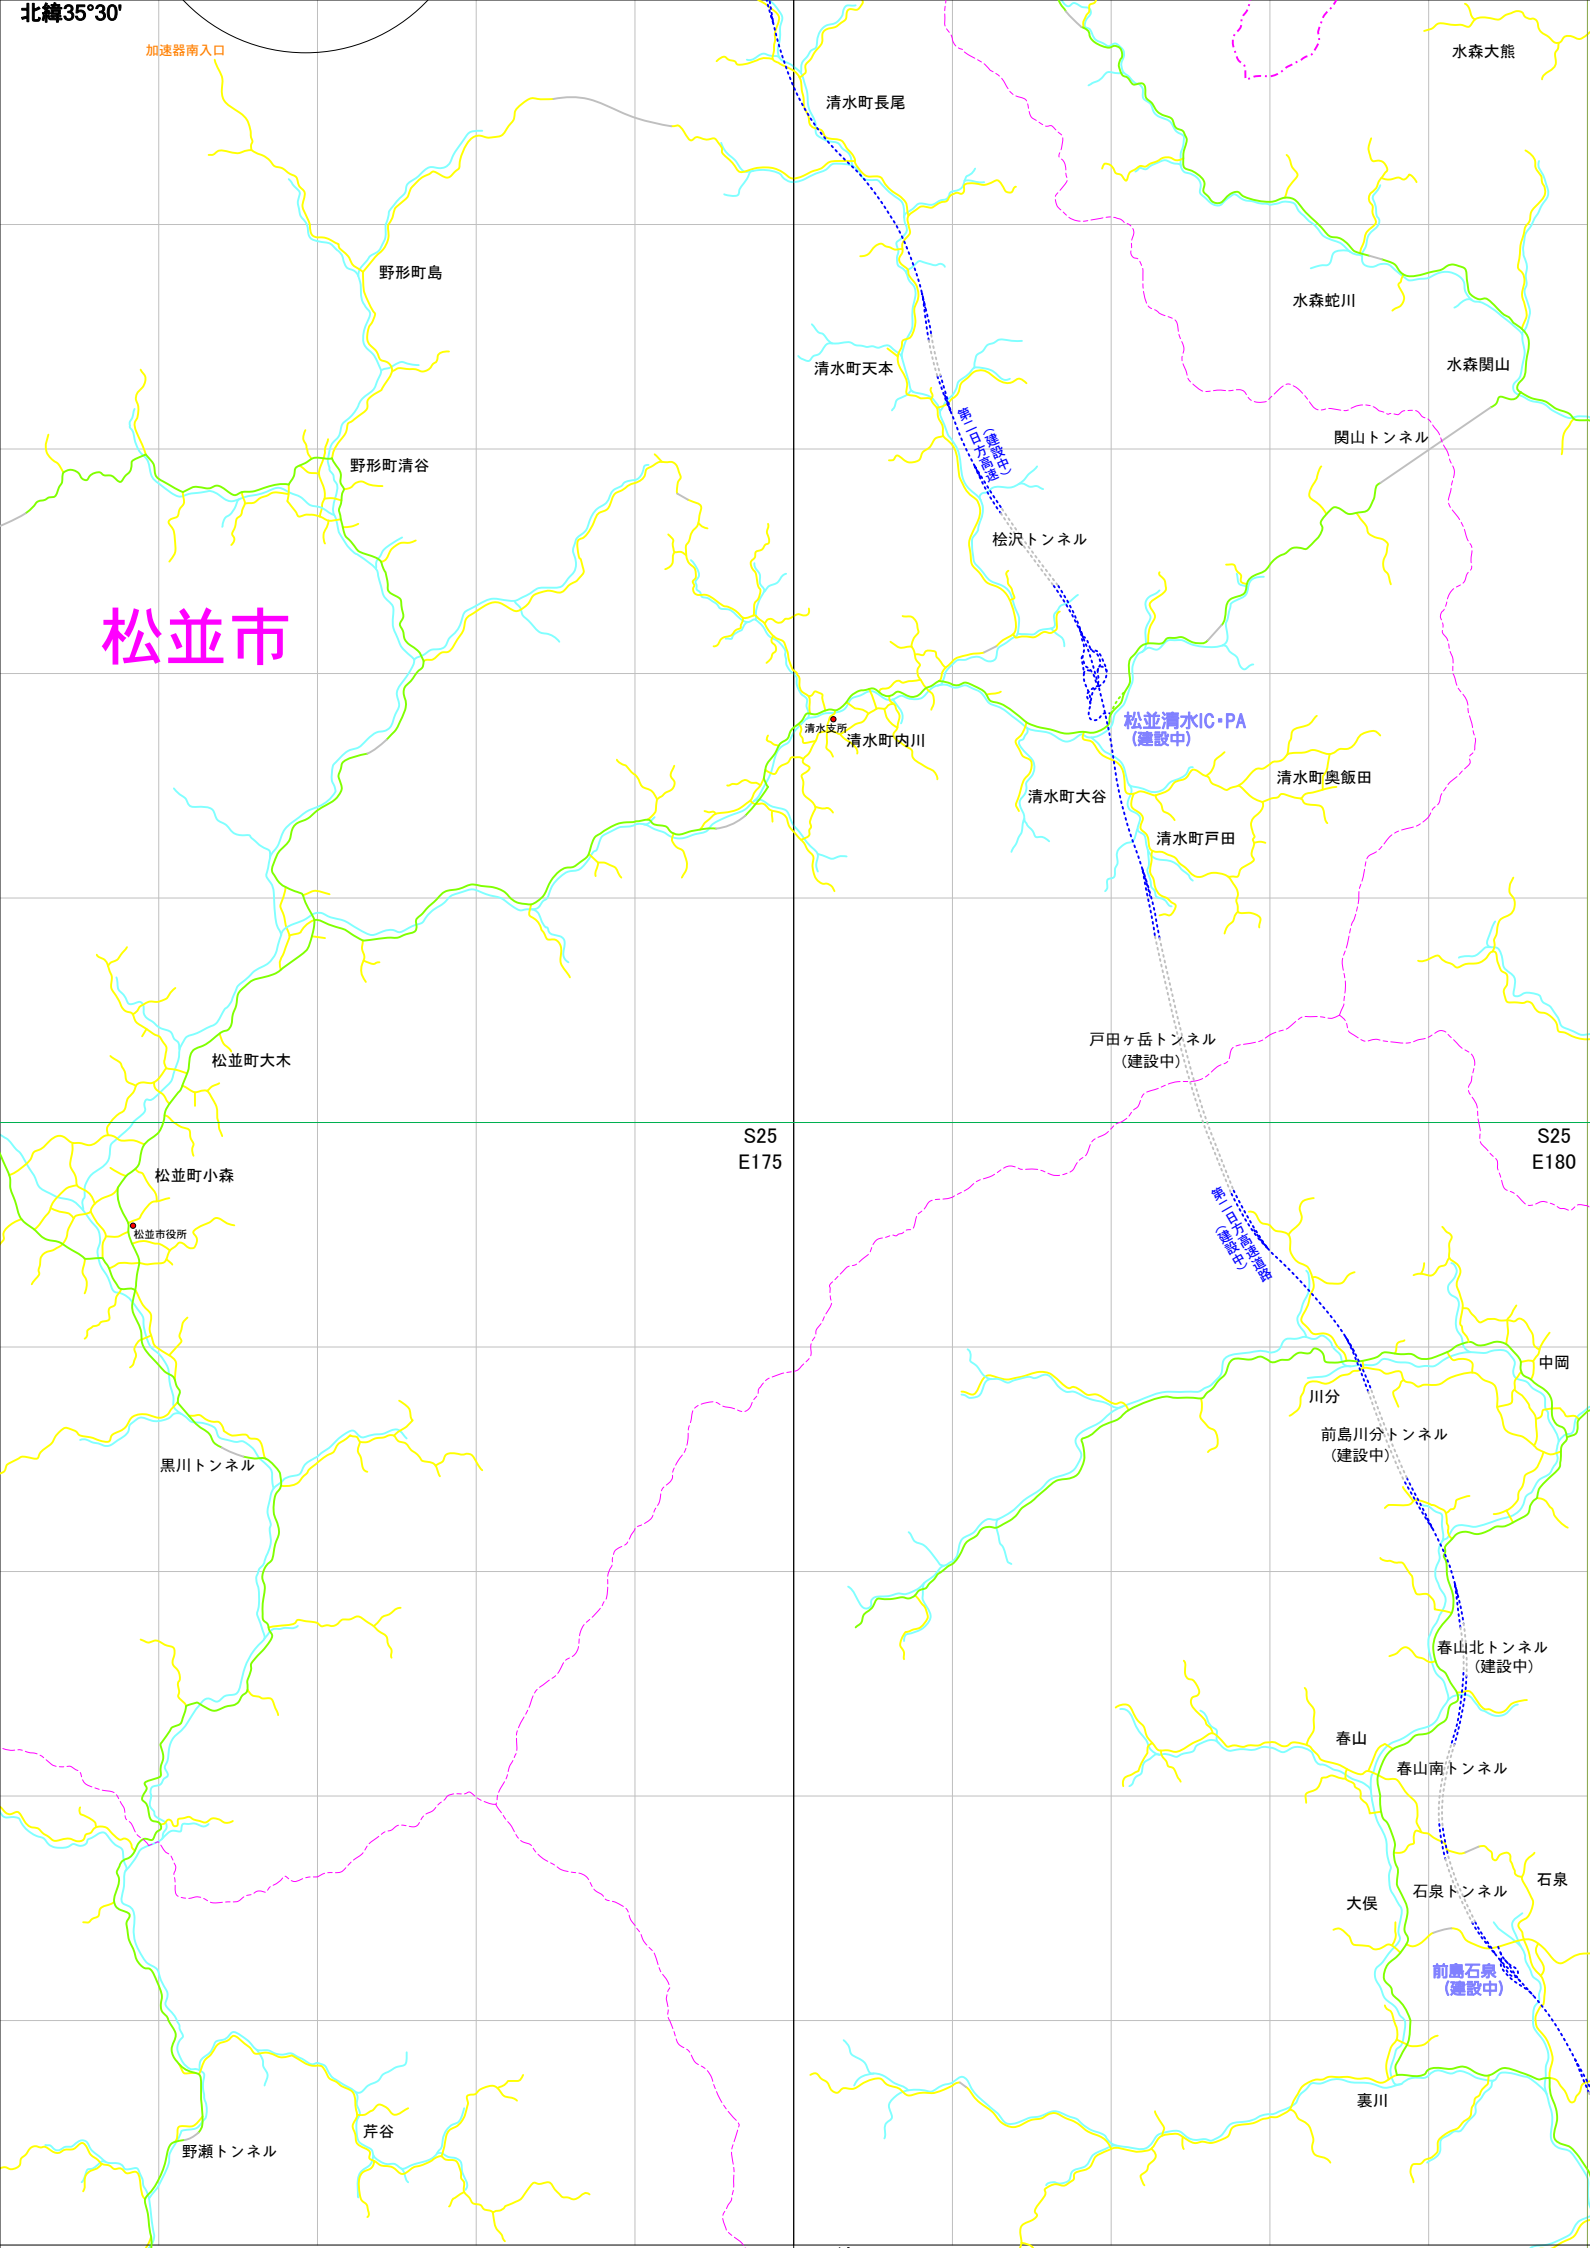 北緯35°30'
加速器南入口
水森大熊
清水町長尾
野形町島
水森蛇川
清水町天本
水森関山
第二日方高速
(建設中)
関山トンネル
野形町清谷
桧沢トンネル
松並市
松並清水IC・PA
(建設中)
清水支所
清水町内川
清水町奥飯田
清水町大谷
清水町戸田
戸田ヶ岳トンネル
(建設中)
松並町大木
S25
E175
S25
E180
松並町小森
松並市役所
第二日方高速道路
(建設中)
中岡
川分
前島川分トンネル
(建設中)
黒川トンネル
春山北トンネル
(建設中)
春山
春山南トンネル
石泉
石泉トンネル
大俣
前島石泉
(建設中)
裏川
芹谷
野瀬トンネル